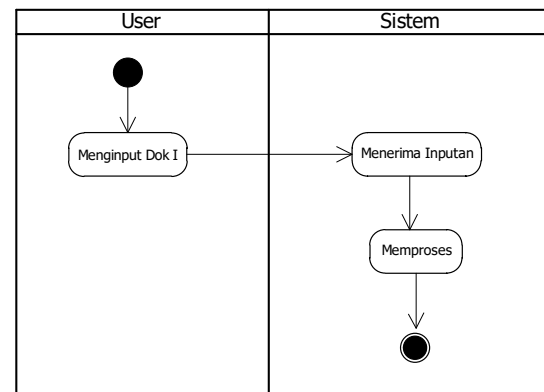 User
Sistem
Menginput Dok I
Menerima Inputan
Memproses